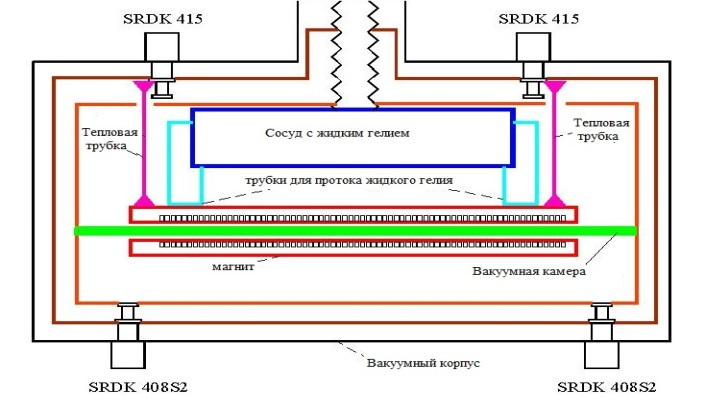 SRDK 415
SRDK 415
Тепловая
трубка
Сосуд с жидким гелием
Тепловая
трубка
трубки для протока жидкого гелия
магнит
Вакуумная камера
Вакуумный корпус
SRDK 408S2
SRDK 408S2